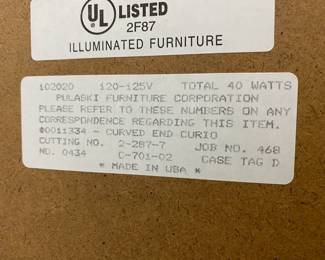 UL LISTED
2F87
ILLUMINATED FURNITURE
102020 120-125V TOTAL 40 WATTS
PULASKI FURNITURE CORPORATION
PLEASE REFER TO THESE NUMBERS ON ANY
CORRESPONDENCE REGARDING THIS ITEM.
@0011334 - CURVED END CURIO
CUTTING NO. 2-287-7 JOB NO. 468
NO. 0434 C-701-02 CASE TAG D
* MADE IN USA *